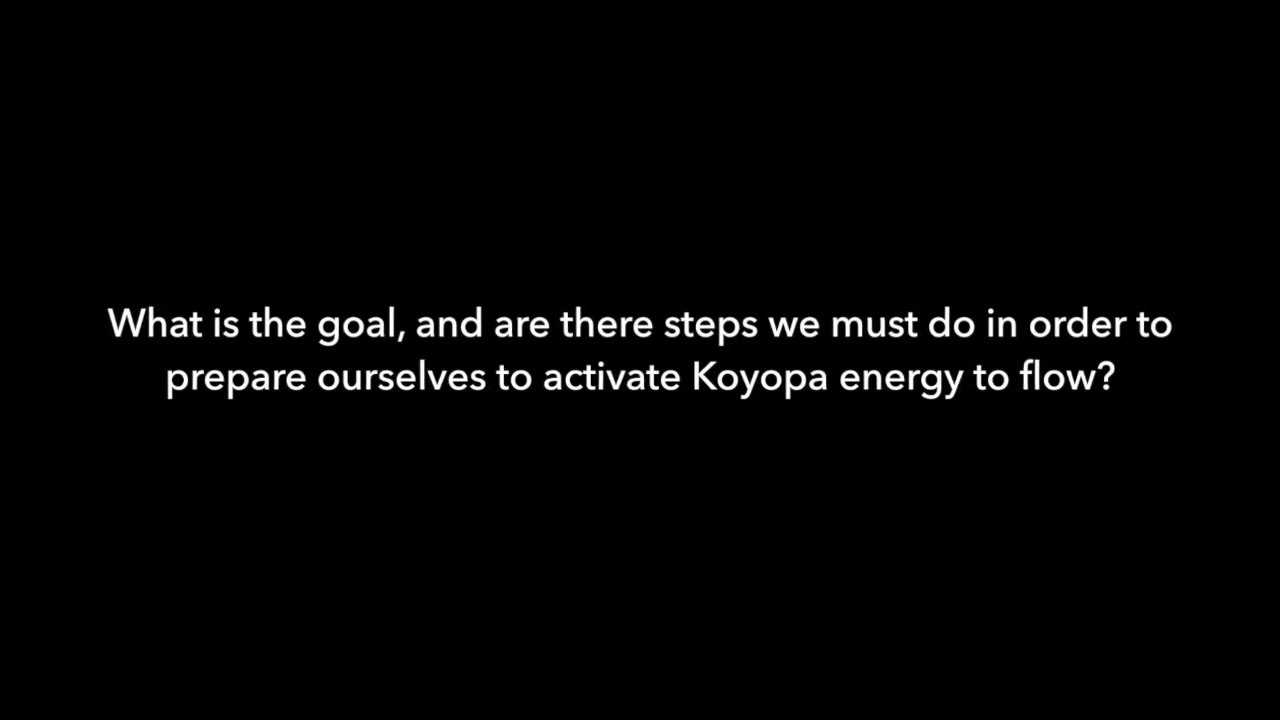 What is the goal, and are there steps we must do in order to
prepare ourselves to activate Koyopa energy to flow?